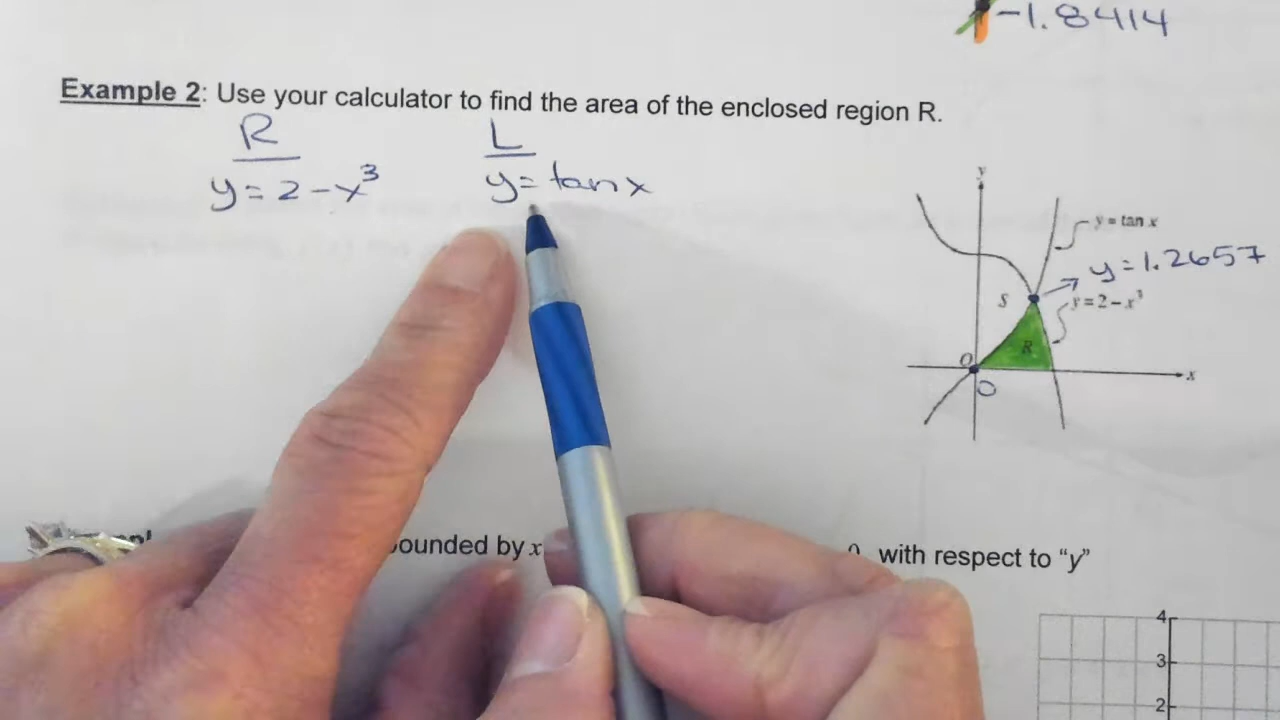 -1.8414
Example 2: Use your calculator to find the area of the enclosed region R.
R L
y=2-x³ y=tanx
y
y = tan x
y=1.2657
S y=2-x³
R
O x
O
ounded by x with respect to "y"
4
3
2